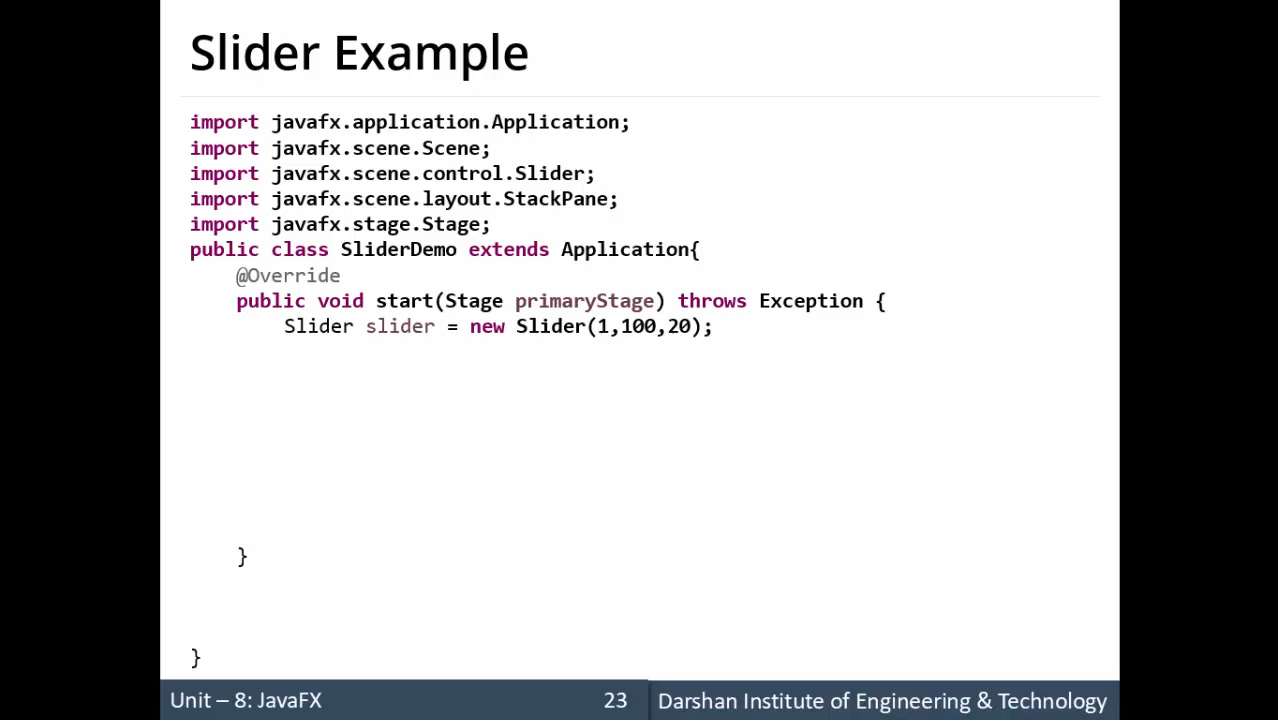 Slider Example
import javafx.application.Application;
import javafx.scene.Scene;
import javafx.scene.control.Slider;
import javafx.scene.layout.StackPane;
import javafx.stage.Stage;
public class SliderDemo extends Application{
@Override
public void start(Stage primaryStage) throws Exception {
Slider slider = new Slider(1,100,20);
}
}
Unit – 8: JavaFX 23 Darshan Institute of Engineering & Technology